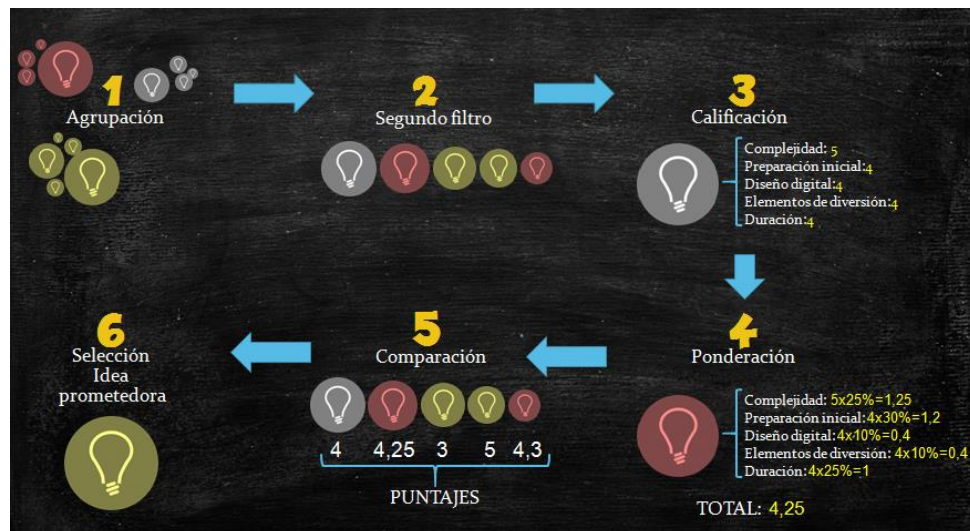 1
Agrupación
2
Segundo filtro
3
Calificación
Complejidad: 5
Preparación inicial:4
Diseño digital:4
Elementos de diversión:4
Duración:4
4
Ponderación
Complejidad: 5x25%=1,25
Preparación inicial: 4x30%=1,2
Diseño digital: 4x10%=0,4
Elementos de diversión: 4x10%=0,4
Duración: 4x25%=1
TOTAL: 4,25
5
Comparación
4 4,25 3 5 4,3
PUNTAJES
6
Selección
Idea
prometedora